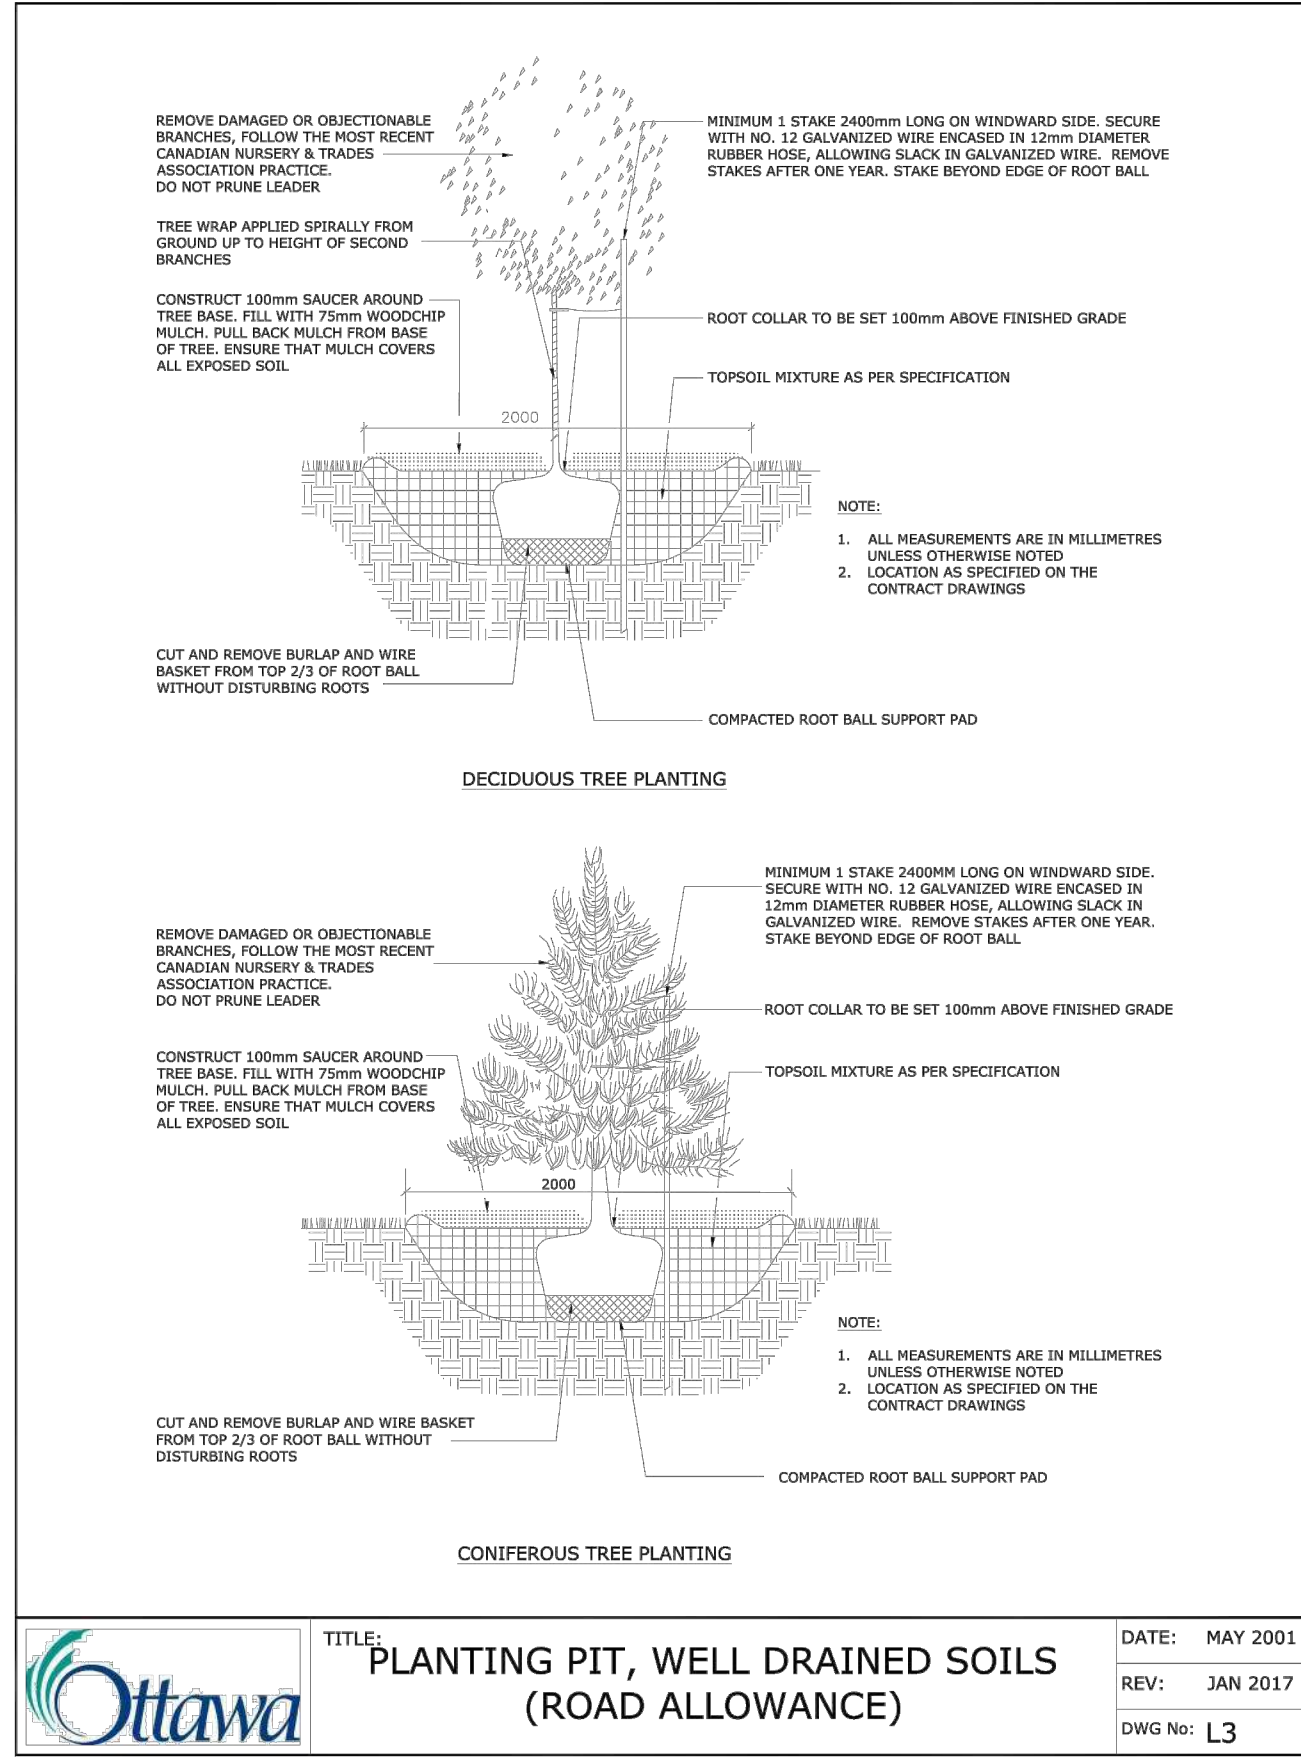 REMOVE DAMAGED OR OBJECTIONABLE
BRANCHES, FOLLOW THE MOST RECENT
CANADIAN NURSERY & TRADES
ASSOCIATION PRACTICE.
DO NOT PRUNE LEADER
MINIMUM 1 STAKE 2400mm LONG ON WINDWARD SIDE. SECURE
WITH NO. 12 GALVANIZED WIRE ENCASED IN 12mm DIAMETER
RUBBER HOSE, ALLOWING SLACK IN GALVANIZED WIRE. REMOVE
STAKES AFTER ONE YEAR. STAKE BEYOND EDGE OF ROOT BALL
TREE WRAP APPLIED SPIRALLY FROM
GROUND UP TO HEIGHT OF SECOND
BRANCHES
CONSTRUCT 100mm SAUCER AROUND
TREE BASE. FILL WITH 75mm WOODCHIP
MULCH. PULL BACK MULCH FROM BASE
OF TREE. ENSURE THAT MULCH COVERS
ALL EXPOSED SOIL
ROOT COLLAR TO BE SET 100mm ABOVE FINISHED GRADE
TOPSOIL MIXTURE AS PER SPECIFICATION
2000
NOTE:
1. ALL MEASUREMENTS ARE IN MILLIMETRES
UNLESS OTHERWISE NOTED
2. LOCATION AS SPECIFIED ON THE
CONTRACT DRAWINGS
CUT AND REMOVE BURLAP AND WIRE
BASKET FROM TOP 2/3 OF ROOT BALL
WITHOUT DISTURBING ROOTS
COMPACTED ROOT BALL SUPPORT PAD
DECIDUOUS TREE PLANTING
MINIMUM 1 STAKE 2400MM LONG ON WINDWARD SIDE.
SECURE WITH NO. 12 GALVANIZED WIRE ENCASED IN
12mm DIAMETER RUBBER HOSE, ALLOWING SLACK IN
GALVANIZED WIRE. REMOVE STAKES AFTER ONE YEAR.
STAKE BEYOND EDGE OF ROOT BALL
REMOVE DAMAGED OR OBJECTIONABLE
BRANCHES, FOLLOW THE MOST RECENT
CANADIAN NURSERY & TRADES
ASSOCIATION PRACTICE.
DO NOT PRUNE LEADER
ROOT COLLAR TO BE SET 100mm ABOVE FINISHED GRADE
CONSTRUCT 100mm SAUCER AROUND
TREE BASE. FILL WITH 75mm WOODCHIP
MULCH. PULL BACK MULCH FROM BASE
OF TREE. ENSURE THAT MULCH COVERS
ALL EXPOSED SOIL
TOPSOIL MIXTURE AS PER SPECIFICATION
2000
NOTE:
1. ALL MEASUREMENTS ARE IN MILLIMETRES
UNLESS OTHERWISE NOTED
2. LOCATION AS SPECIFIED ON THE
CONTRACT DRAWINGS
CUT AND REMOVE BURLAP AND WIRE BASKET
FROM TOP 2/3 OF ROOT BALL WITHOUT
DISTURBING ROOTS
COMPACTED ROOT BALL SUPPORT PAD
CONIFEROUS TREE PLANTING
Ottawa
TITLE:
PLANTING PIT, WELL DRAINED SOILS
(ROAD ALLOWANCE)
DATE: MAY 2001
REV: JAN 2017
DWG No: L3